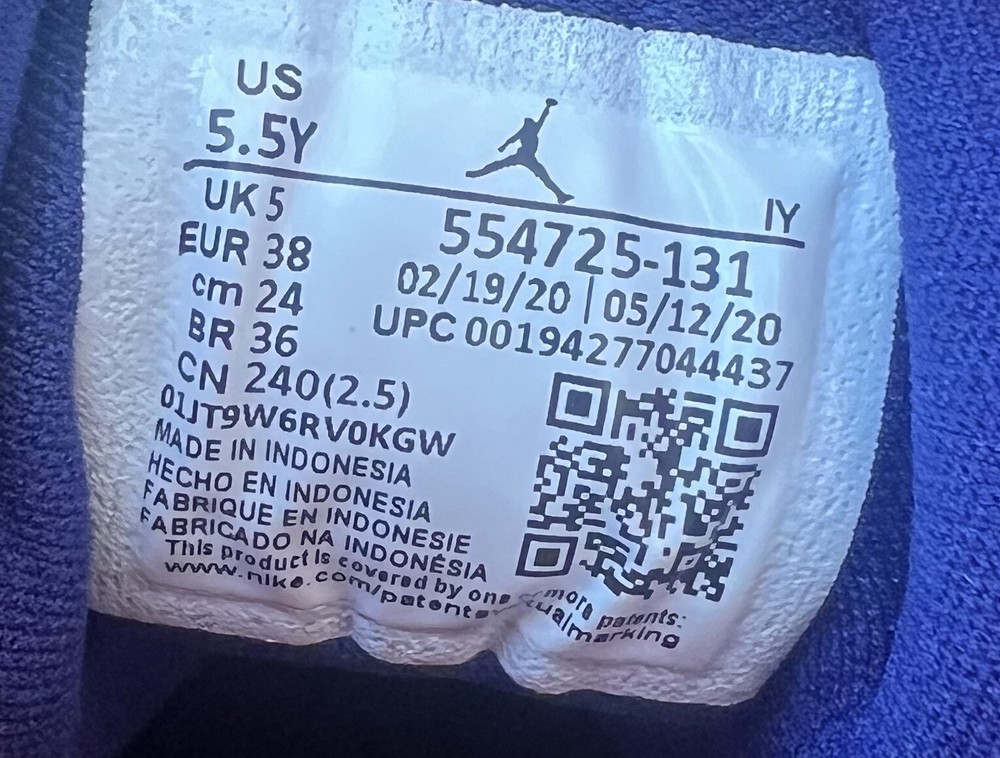 US
5.5Y
IY
UK 5
EUR 38
cm 24
BR 36
CN 240(2.5)
01JT9W6RV0KGW
MADE IN INDONESIA
HECHO EN INDONESIA
FABRIQUE EN INDONESIE
FABRICADO NA INDONÉSIA
554725-131
02/19/20 | 05/12/20
UPC 00194277044437
This product is covered by one more patents:
www.nike.com/patents